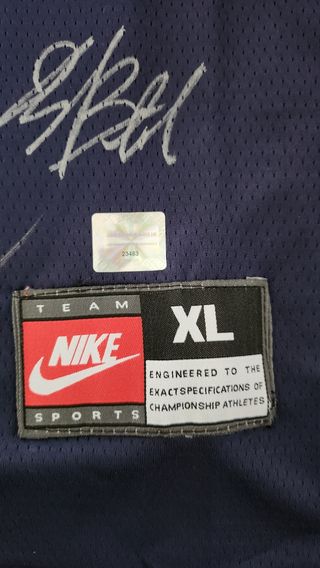 23483
TEAM
NIKE
SPORTS
XL
ENGINEERED TO THE
EXACTSPECIFICATIONS OF
CHAMPIONSHIP ATHLETES